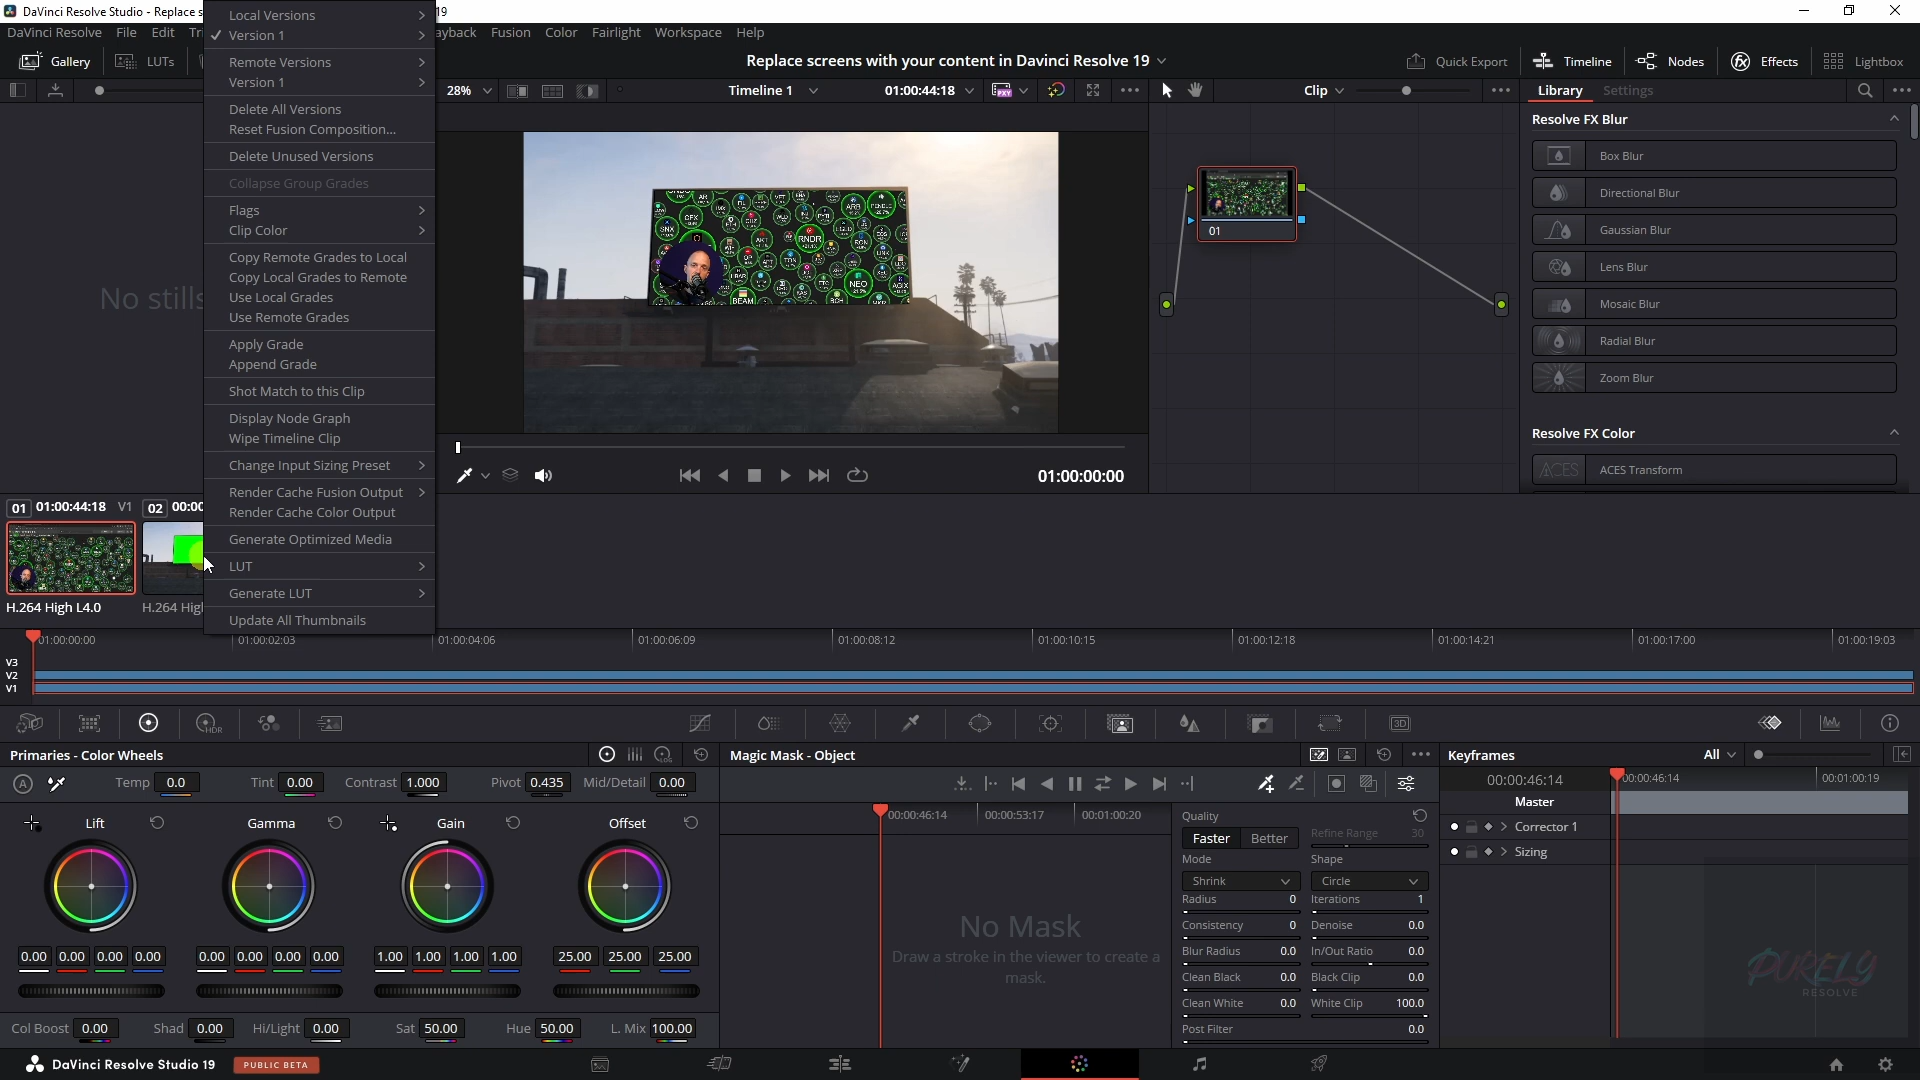 DaVinci Resolve Studio - Replace s
19
DaVinci Resolve File Edit Tri
ayback Fusion Color Fairlight Workspace Help
Gallery LUTs
Replace screens with your content in Davinci Resolve 19
Quick Export Timeline Nodes Effects Lightbox
28% Timeline 1 01:00:44:18 Clip Library Settings
Local Versions
Version 1
Remote Versions
Version 1
Delete All Versions
Reset Fusion Composition...
Delete Unused Versions
Collapse Group Grades
Flags
Clip Color
Copy Remote Grades to Local
Copy Local Grades to Remote
Use Local Grades
Use Remote Grades
Apply Grade
Append Grade
Shot Match to this Clip
Display Node Graph
Wipe Timeline Clip
Change Input Sizing Preset
Render Cache Fusion Output
Render Cache Color Output
Generate Optimized Media
LUT
Generate LUT
Update All Thumbnails
No stills
RNDR
NEO
BEAM
CFX
SNX
ARB
01
Resolve FX Blur
Box Blur
Directional Blur
Gaussian Blur
Lens Blur
Mosaic Blur
Radial Blur
Zoom Blur
Resolve FX Color
ACES Transform
01:00:00:00
01 01:00:44:18 V1 02 00:00
H.264 High L4.0 H.264 High
01:00:00:00 01:00:02:03 01:00:04:06 01:00:06:09 01:00:08:12 01:00:10:15 01:00:12:18 01:00:14:21 01:00:17:00 01:00:19:03
V3
V2
V1
Primaries - Color Wheels
Temp 0.0 Tint 0.00 Contrast 1.000 Pivot 0.435 Mid/Detail 0.00
Lift Gamma Gain Offset
0.00 0.00 0.00 0.00 0.00 0.00 0.00 0.00 1.00 1.00 1.00 1.00 25.00 25.00 25.00
Col Boost 0.00 Shad 0.00 Hi/Light 0.00 Sat 50.00 Hue 50.00 L. Mix 100.00
Magic Mask - Object
00:00:46:14 00:00:53:17 00:01:00:20
No Mask
Draw a stroke in the viewer to create a
mask.
Quality
Faster Better Refine Range 30
Mode Shape
Shrink Circle
Radius 0 Iterations 1
Consistency 0 Denoise 0.0
Blur Radius 0.0 In/Out Ratio 0.0
Clean Black 0.0 Black Clip 0.0
Clean White 0.0 White Clip 100.0
Post Filter 0.0
Keyframes All
00:00:46:14 00:00:46:14 00:01:00:19
Master
Corrector 1
Sizing
PURELY
RESOLVE
DaVinci Resolve Studio 19 PUBLIC BETA